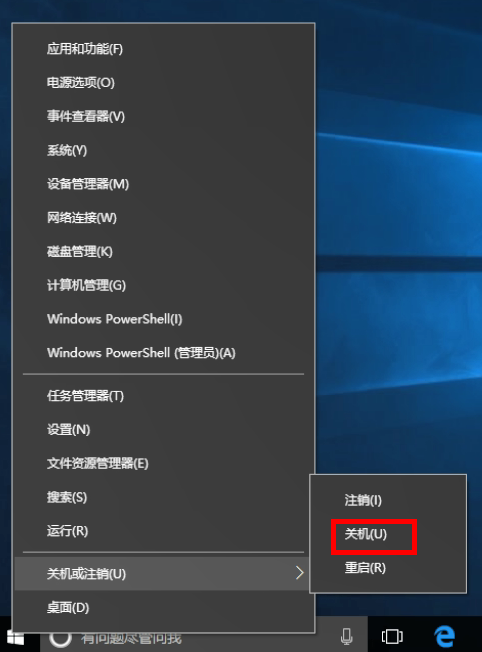 应用和功能(F)
电源选项(O)
事件查看器(V)
系统(Y)
设备管理器(M)
网络连接(W)
磁盘管理(K)
计算机管理(G)
Windows PowerShell(I)
Windows PowerShell (管理员)(A)
任务管理器(T)
设置(N)
文件资源管理器(E)
搜索(S)
运行(R)
关机或注销(U)
桌面(D)
注销(I)
关机(U)
重启(R)
有问题尽管问我